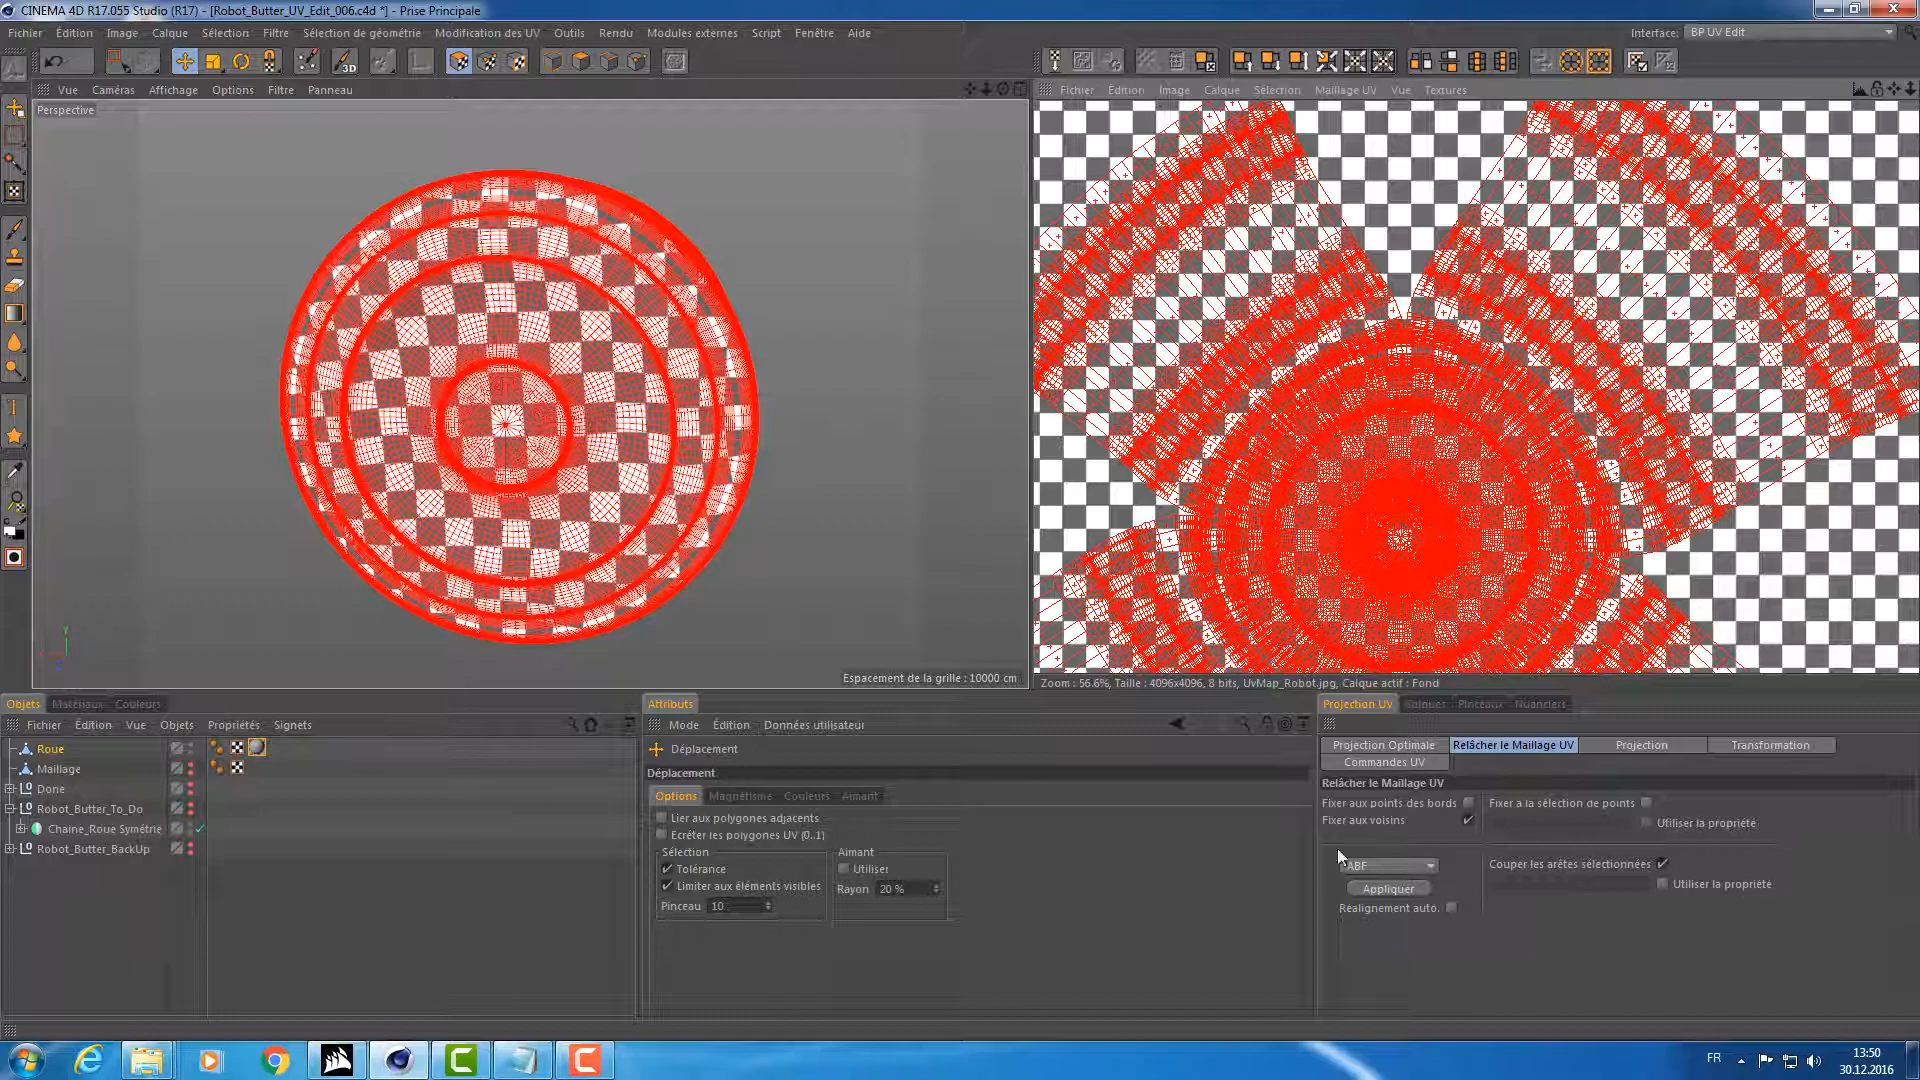 CINEMA 4D R17.055 Studio (R17) - [Robot_Butter_UV_Edit_006.c4d *] - Prise Principale
Fichier Édition Image Calque Sélection Filtre Sélection de géométrie Modification des UV Outils Rendu Modules externes Script Fenêtre Aide Interface: BP UV Edit
3D
Vue Caméras Affichage Options Filtre Panneau
Fichier Édition Image Calque Sélection Maillage UV Vue Textures
Perspective
Y
Espacement de la grille : 10000 cm
Zoom : 56.6%, Taille : 4096x4096, 8 bits, UvMap_Robot.jpg, Calque actif : Fond
Objets Matériaux Couleurs
Fichier Édition Vue Objets Propriétés Signets
Roue
Maillage
Done
Robot_Butter_To_Do
Chaine_Roue Symétrie
Robot_Butter_BackUp
Attributs
Mode Édition Données utilisateur
Déplacement
Déplacement
Options Magnétisme Couleurs Aimant
Lier aux polygones adjacents
Ecréter les polygones UV (0..1)
Sélection Aimant
Tolérance Utiliser
Limiter aux éléments visibles Rayon 20 %
Pinceau 10
Projection UV Calques Pinceaux Nuanciers
Projection Optimale Relâcher le Maillage UV Projection Transformation
Commandes UV
Relâcher le Maillage UV
Fixer aux points des bords Fixer a la sélection de points
Fixer aux voisins Utiliser la propriété
ABF Couper les arêtes sélectionnées
Appliquer Utiliser la propriété
Réalignement auto.
FR 13:50
30.12.2016